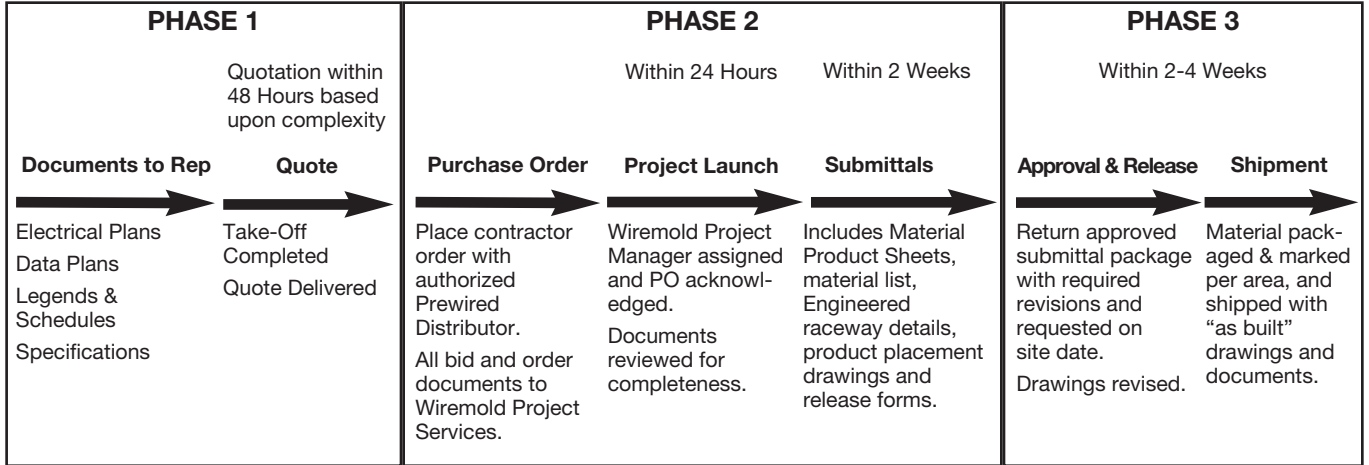 PHASE 1
Quotation within
48 Hours based
upon complexity
Documents to Rep
Electrical Plans
Data Plans
Legends &
Schedules
Specifications
Quote
Take-Off
Completed
Quote Delivered
PHASE 2
Purchase Order
Place contractor
order with
authorized
Prewired
Distributor.
All bid and order
documents to
Wiremold Project
Services.
Within 24 Hours
Project Launch
Wiremold Project
Manager assigned
and PO acknowl-
edged.
Documents
reviewed for
completeness.
Within 2 Weeks
Submittals
Includes Material
Product Sheets,
material list,
Engineered
raceway details,
product placement
drawings and
release forms.
PHASE 3
Within 2-4 Weeks
Approval & Release
Return approved
submittal package
with required
revisions and
requested on
site date.
Drawings revised.
Shipment
Material pack-
aged & marked
per area, and
shipped with
“as built”
drawings and
documents.